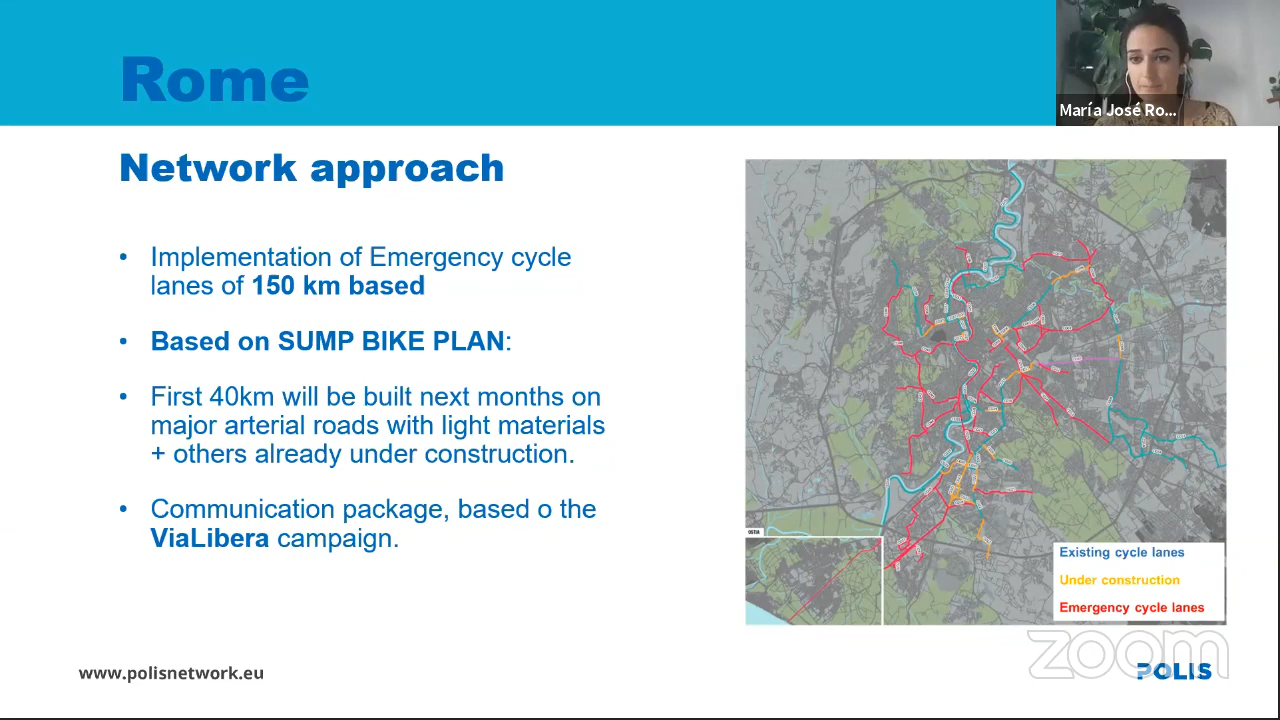 Rome
María José Ro...
Network approach
• Implementation of Emergency cycle
lanes of 150 km based
• Based on SUMP BIKE PLAN:
• First 40km will be built next months on
major arterial roads with light materials
+ others already under construction.
• Communication package, based o the
ViaLibera campaign.
OSTIA
Existing cycle lanes
Under construction
Emergency cycle lanes
zoom
www.polisnetwork.eu
POLIS